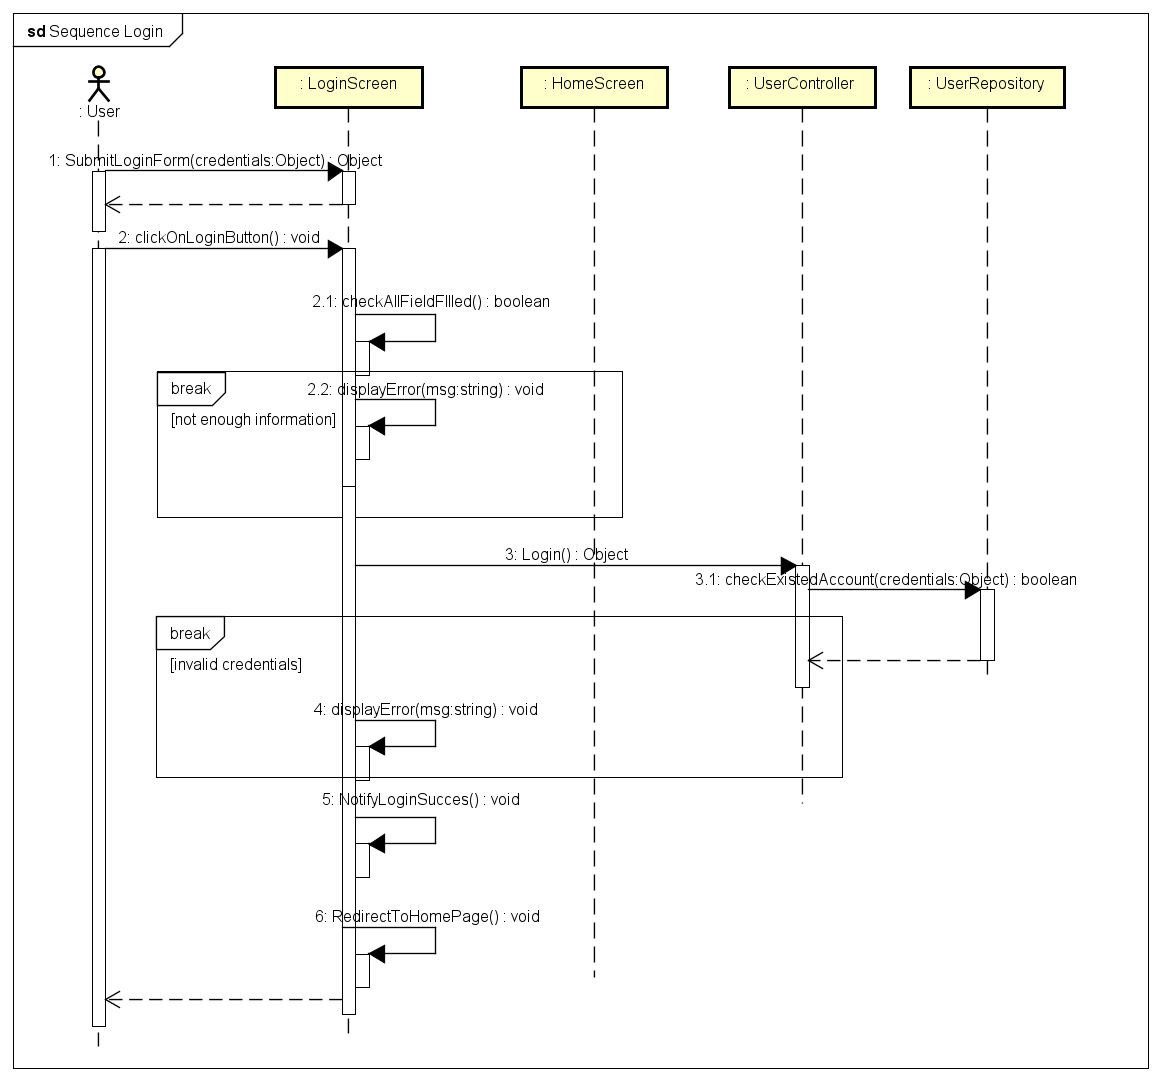 sd Sequence Login
: User
: LoginScreen
: HomeScreen
: UserController
: UserRepository
1: SubmitLoginForm(credentials:Object) : Object
2: clickOnLoginButton() : void
2.1: checkAllFieldFIlled() : boolean
break
2.2: displayError(msg:string) : void
[not enough information]
3: Login() : Object
3.1: checkExistedAccount(credentials:Object) : boolean
break
[invalid credentials]
4: displayError(msg:string) : void
5: NotifyLoginSucces() : void
6: RedirectToHomePage() : void